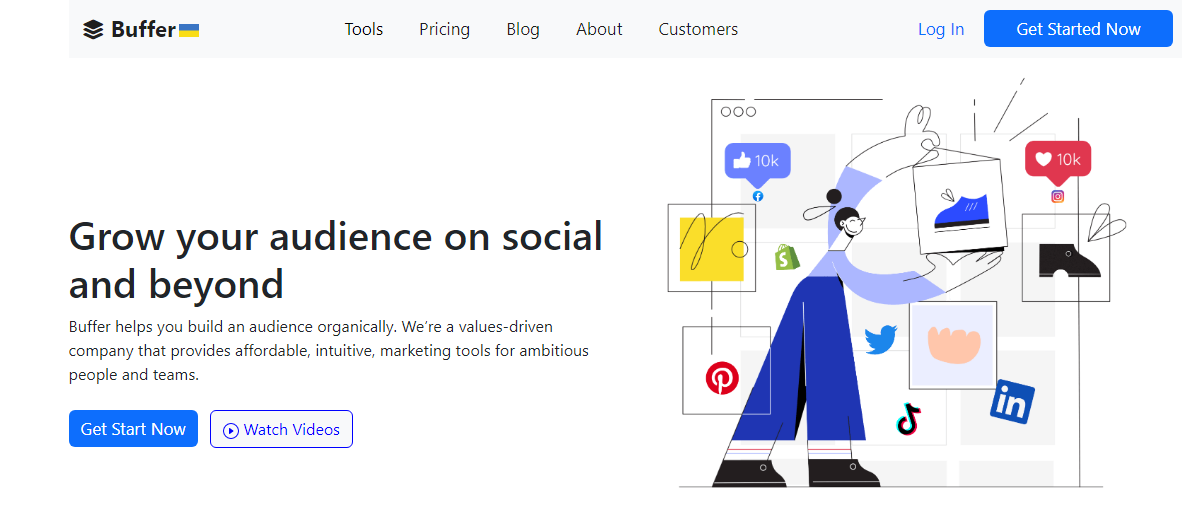 Buffer
Tools Pricing Blog About Customers
Log In
Get Started Now
10k
10k
Grow your audience on social
and beyond
Buffer helps you build an audience organically. We’re a values-driven
company that provides affordable, intuitive, marketing tools for ambitious
people and teams.
in
Get Start Now
Watch Videos